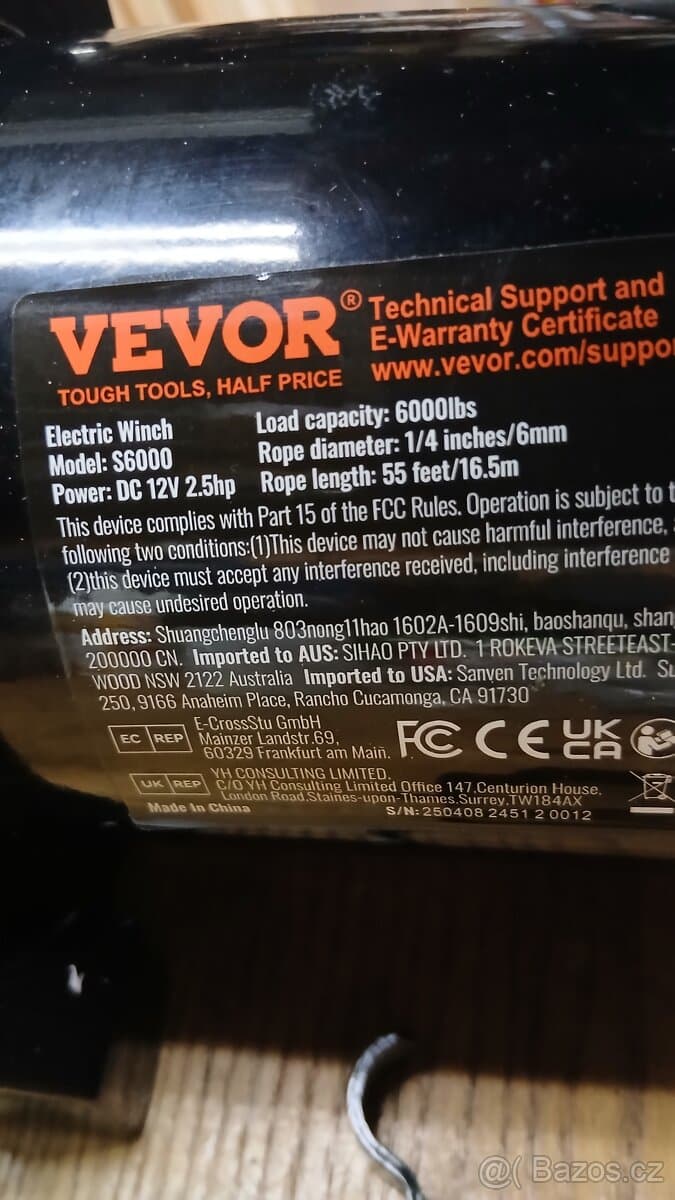 VEVOR®
TOUGH TOOLS, HALF PRICE
Technical Support and
E-Warranty Certificate
www.vevor.com/suppor
Electric Winch
Model: S6000
Power: DC 12V 2.5hp
Load capacity: 6000lbs
Rope diameter: 1/4 inches/6mm
Rope length: 55 feet/16.5m
This device complies with Part 15 of the FCC Rules. Operation is subject to t
following two conditions:(1)This device may not cause harmful interference,
(2)this device must accept any interference received, including interference
may cause undesired operation.
Address: Shuangchenglu 803nong11hao 1602A-1609shi, baoshanqu, shan
200000 CN. Imported to AUS: SIHAO PTY LTD. 1 ROKEVA STREETEAST-
WOOD NSW 2122 Australia Imported to USA: Sanven Technology Ltd. Su
250, 9166 Anaheim Place, Rancho Cucamonga, CA 91730
EC REP
E-CrossStu GmbH
Mainzer Landstr.69,
60329 Frankfurt am Main.
FC CE UK
CA
UK REP
YH CONSULTING LIMITED.
C/O YH Consulting Limited Office 147, Centurion House,
London Road, Staines-upon-Thames, Surrey, TW184AX
Made In China
S/N: 250408 2451 2 0012
@( Bazos.cz